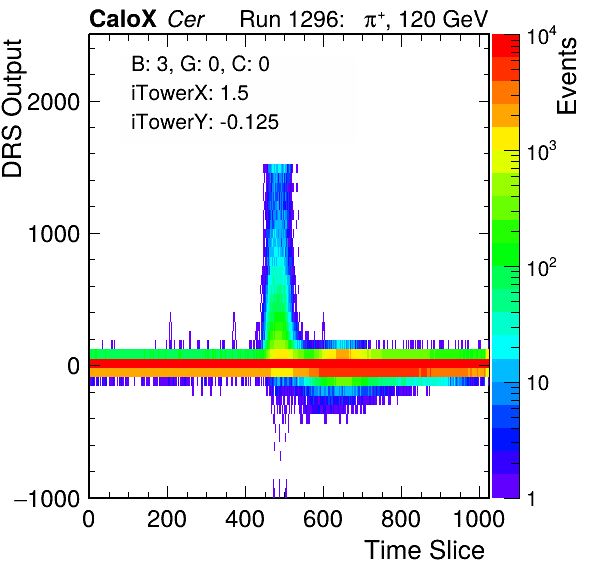 CaloX Cer Run 1296: π⁺, 120 GeV
B: 3, G: 0, C: 0
iTowerX: 1.5
iTowerY: -0.125
DRS Output
2000
1000
0
−1000
0 200 400 600 800 1000
Time Slice
Events
10⁴
10³
10²
10
1